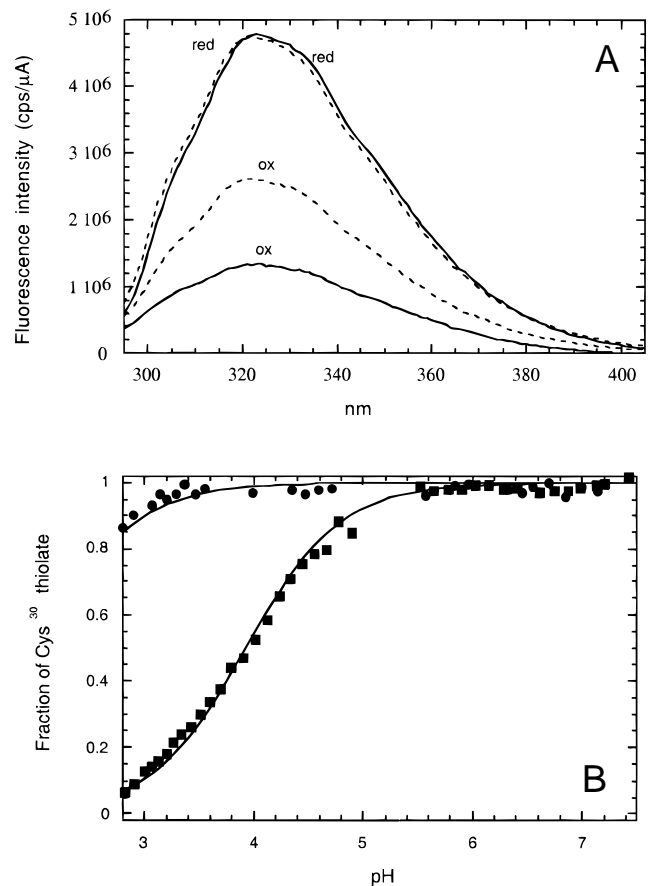 A
Fluorescence intensity (cps/μA)
5 10⁶
4 10⁶
3 10⁶
2 10⁶
1 10⁶
0
red
red
ox
ox
300 320 340 360 380 400
nm
B
Fraction of Cys³⁰ thiolate
1
0.8
0.6
0.4
0.2
0
3 4 5 6 7
pH